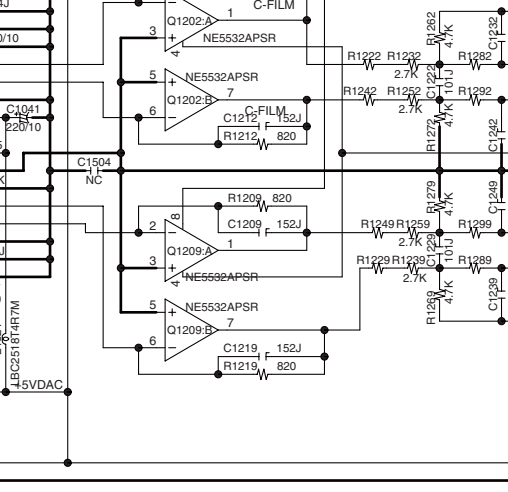 4J
C-FILM
0/10
Q1202:A
1
3
4
NE5532APSR
R1262
4.7K
C1232
R1222
R1232
2.7K
R1282
5
NE5532APSR
C1222
101J
7
R1242
R1252
2.7K
R1292
Q1202:B
6
C-FILM
C1041
220/10
C1212
152J
R1212
820
R1272
4.7K
C1242
C1504
NC
K
R1279
4.7K
C1249
8
R1209
820
2
C1209
152J
R1249
R1259
2.7K
R1299
Q1209:A
1
C1229
101J
3
4
NE5532APSR
R1229
R1239
2.7K
R1289
J
R1269
4.7K
C1239
5
NE5532APSR
7
Q1209:B
6
C1219
152J
R1219
820
LBC2518T4R7M
+5VDAC